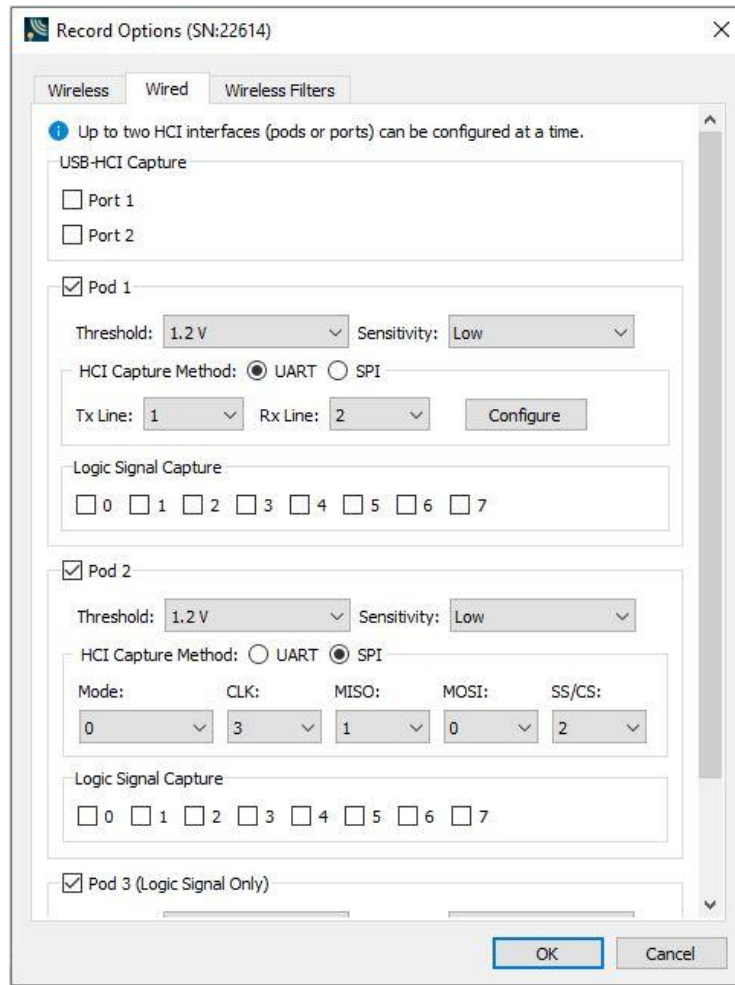 Record Options (SN:22614)
Wireless Wired Wireless Filters
Up to two HCI interfaces (pods or ports) can be configured at a time.
USB-HCI Capture
Port 1
Port 2
Pod 1
Threshold: 1.2 V Sensitivity: Low
HCI Capture Method: UART SPI
Tx Line: 1 Rx Line: 2 Configure
Logic Signal Capture
0 1 2 3 4 5 6 7
Pod 2
Threshold: 1.2 V Sensitivity: Low
HCI Capture Method: UART SPI
Mode: CLK: MISO: MOSI: SS/CS:
0 3 1 0 2
Logic Signal Capture
0 1 2 3 4 5 6 7
Pod 3 (Logic Signal Only)
OK Cancel